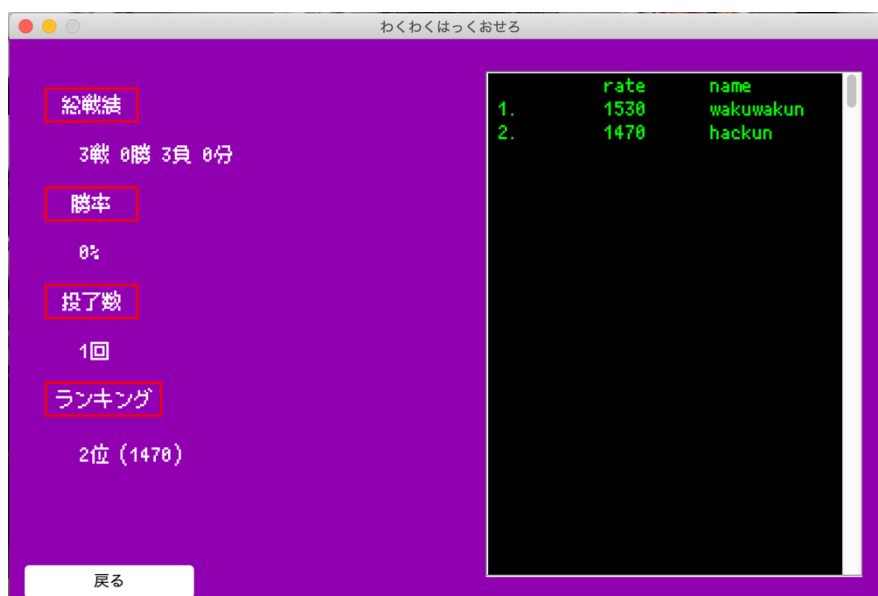 わくわくはっくおせろ
総戦績
3戦 0勝 3負 0分
勝率
0%
投了数
1回
ランキング
2位 (1470)
戻る
rate name
1. 1530 wakuwakun
2. 1470 hackun